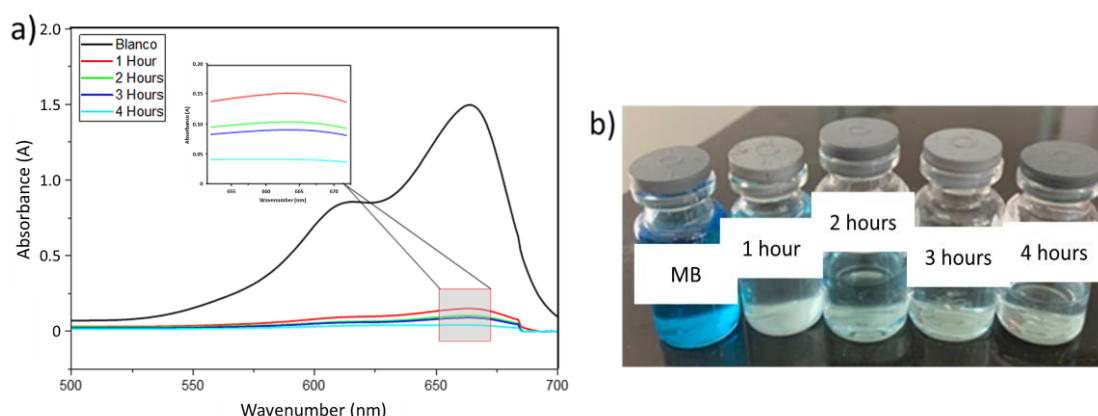 a)
2.0
1.5
1.0
0.5
0
Absorbance (A)
Blanco
1 Hour
2 Hours
3 Hours
4 Hours
0.20
0.15
0.10
0.05
0
Absorbance (A)
655
660
665
670
Wavenumber (nm)
500
550
600
650
700
Wavenumber (nm)
b)
MB
1 hour
2 hours
3 hours
4 hours